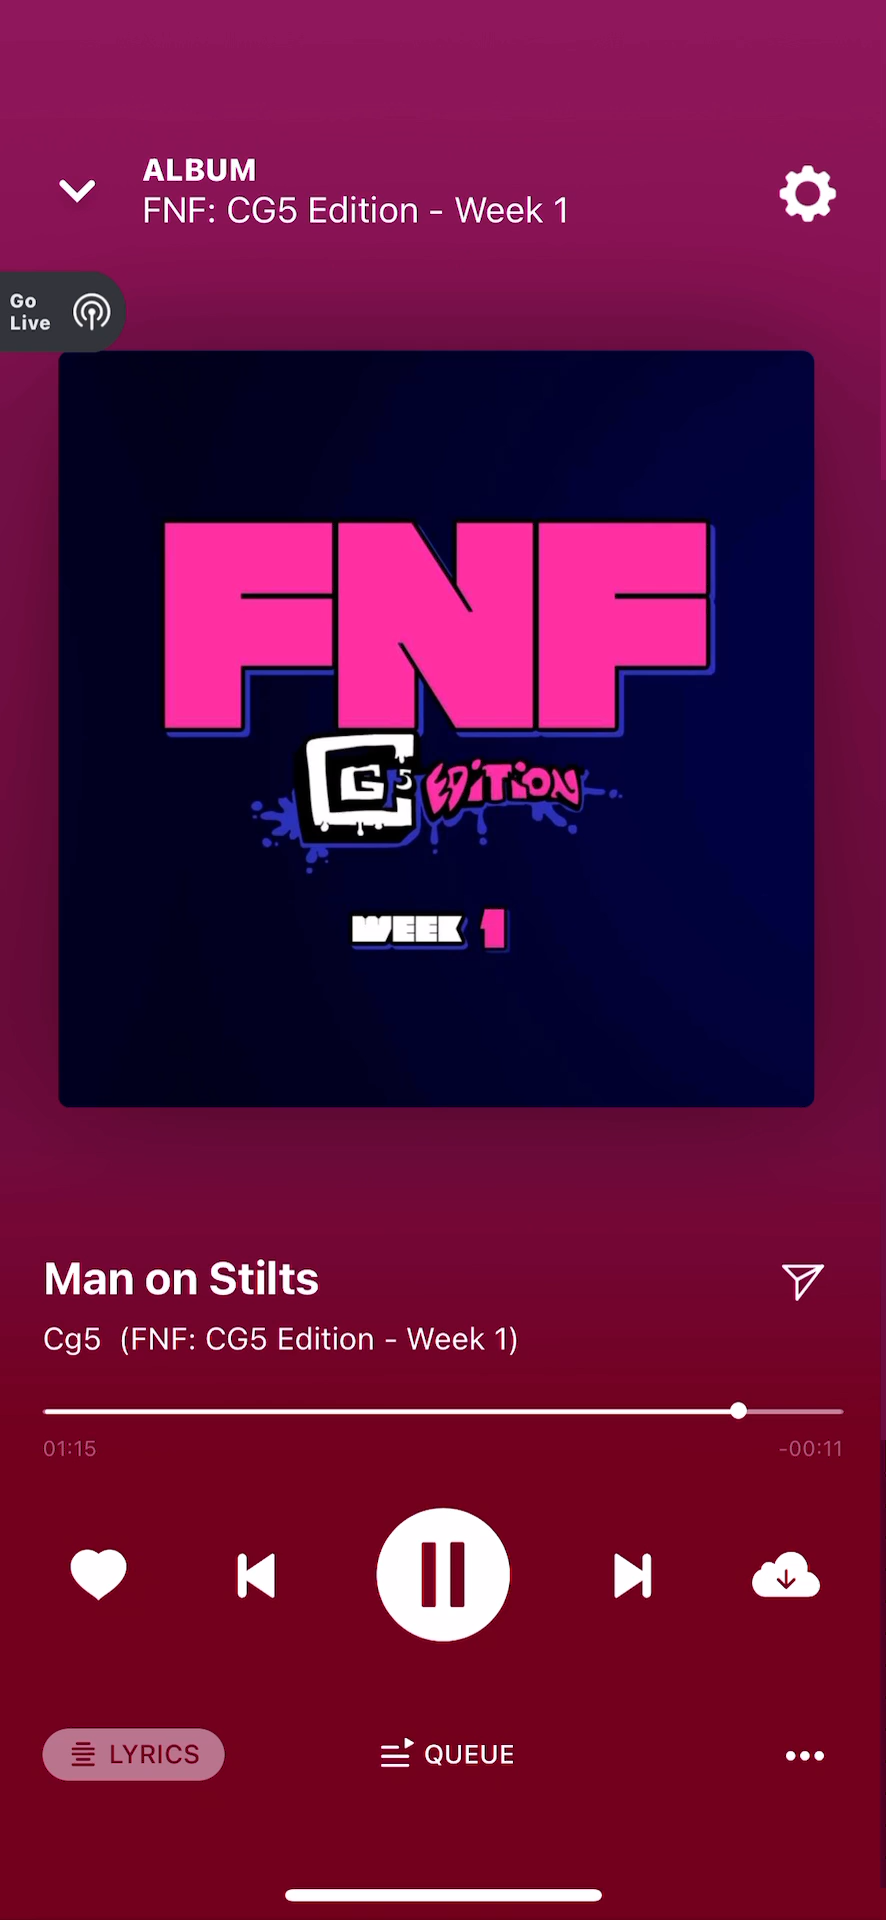 ALBUM
FNF: CG5 Edition - Week 1
Go
Live
FNF
CG5 EDiTiON
WEEK 1
Man on Stilts
Cg5 (FNF: CG5 Edition - Week 1)
01:15
-00:11
LYRICS
QUEUE